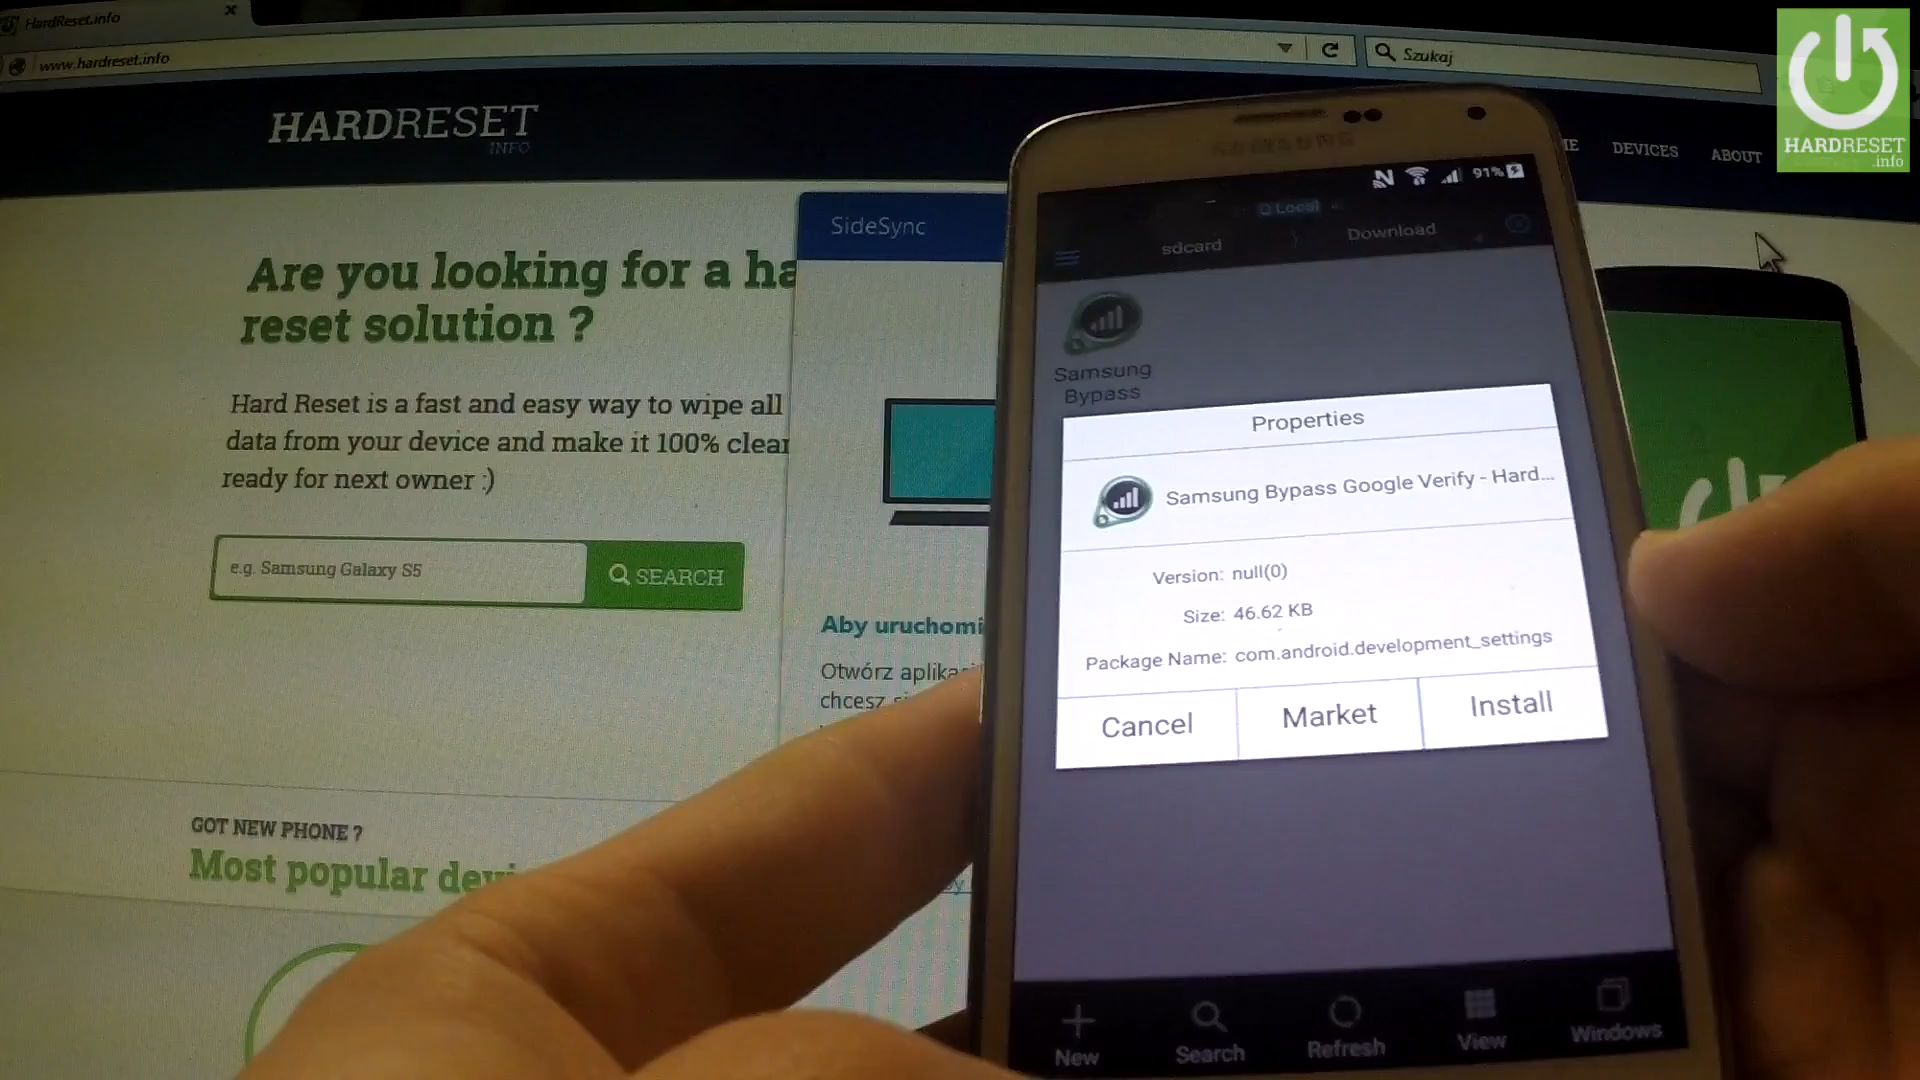 HardReset.info
www.hardreset.info
Szukaj
HARDRESET
INFO
DEVICES
ABOUT
HARDRESET
.info
Are you looking for a ha
reset solution ?
Hard Reset is a fast and easy way to wipe all
data from your device and make it 100% clear
ready for next owner :)
e.g. Samsung Galaxy S5
SEARCH
GOT NEW PHONE ?
Most popular devi
SideSync
Aby uruchomi
Otwórz aplika
chcesz
SAMSUNG
91%
Local
sdcard
Download
Samsung
Bypass
Properties
Samsung Bypass Google Verify - Hard...
Version: null(0)
Size: 46.62 KB
Package Name: com.android.development_settings
Cancel
Market
Install
New
Search
Refresh
View
Windows